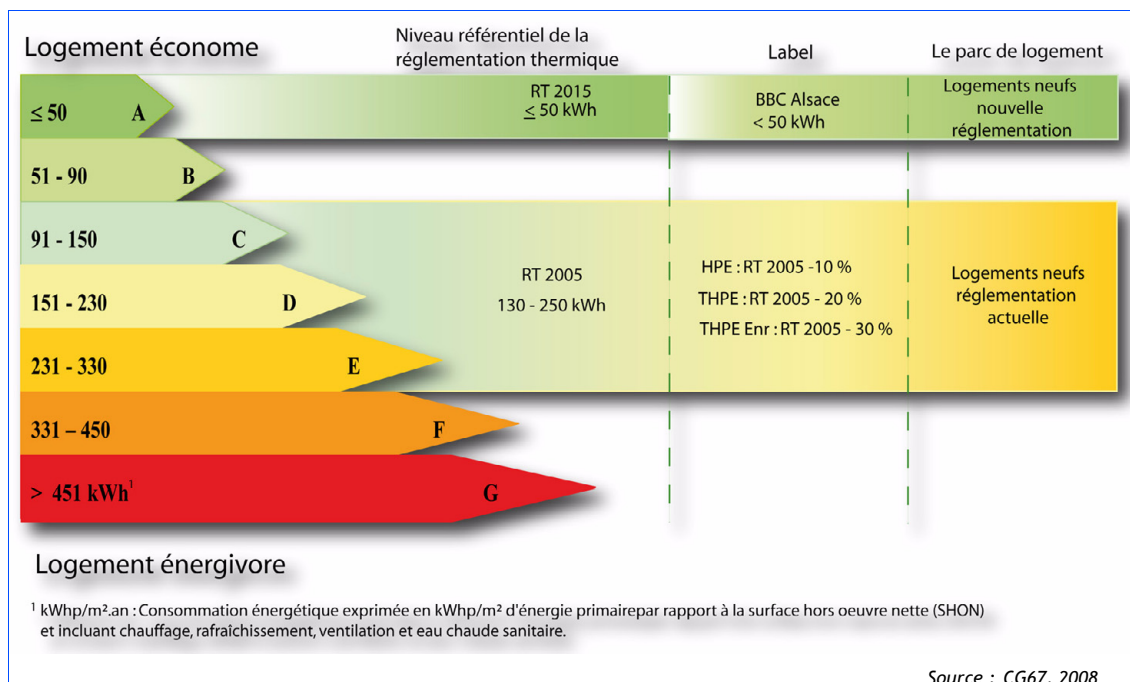 Logement économe
Niveau référentiel de la
réglementation thermique
Label
Le parc de logement
≤ 50 A
RT 2015
≤ 50 kWh
BBC Alsace
< 50 kWh
Logements neufs
nouvelle
réglementation
51 - 90 B
91 - 150 C
151 - 230 D
231 - 330 E
RT 2005
130 - 250 kWh
HPE : RT 2005 -10 %
THPE : RT 2005 - 20 %
THPE Enr : RT 2005 - 30 %
Logements neufs
réglementation
actuelle
331 – 450 F
> 451 kWh¹ G
Logement énergivore
¹ kWhp/m².an : Consommation énergétique exprimée en kWhp/m² d'énergie primairepar rapport à la surface hors oeuvre nette (SHON)
et incluant chauffage, rafraîchissement, ventilation et eau chaude sanitaire.
Source : CG67, 2008